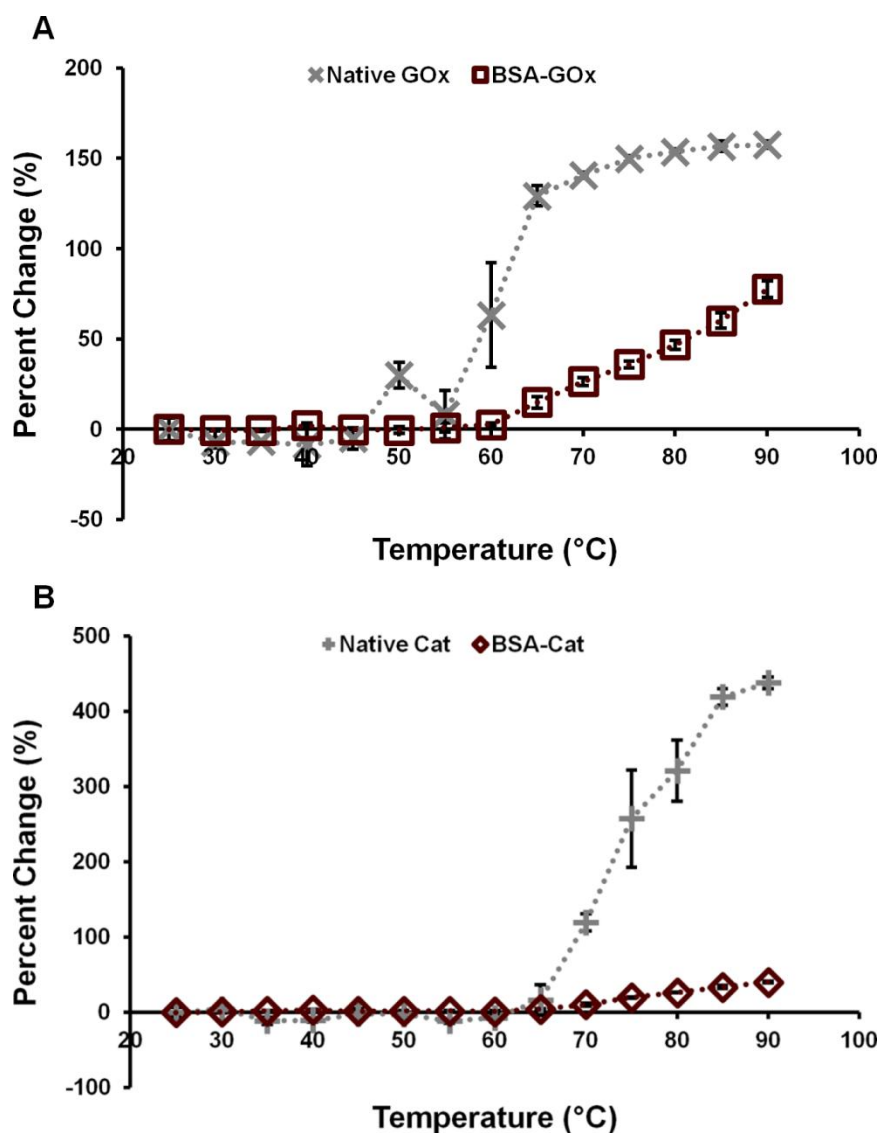 A
200
Native GOx BSA-GOx
150
100
50
0
-50
20 30 40 50 60 70 80 90 100
Percent Change (%)
Temperature (°C)
B
500
Native Cat BSA-Cat
400
300
200
100
0
-100
20 30 40 50 60 70 80 90 100
Percent Change (%)
Temperature (°C)